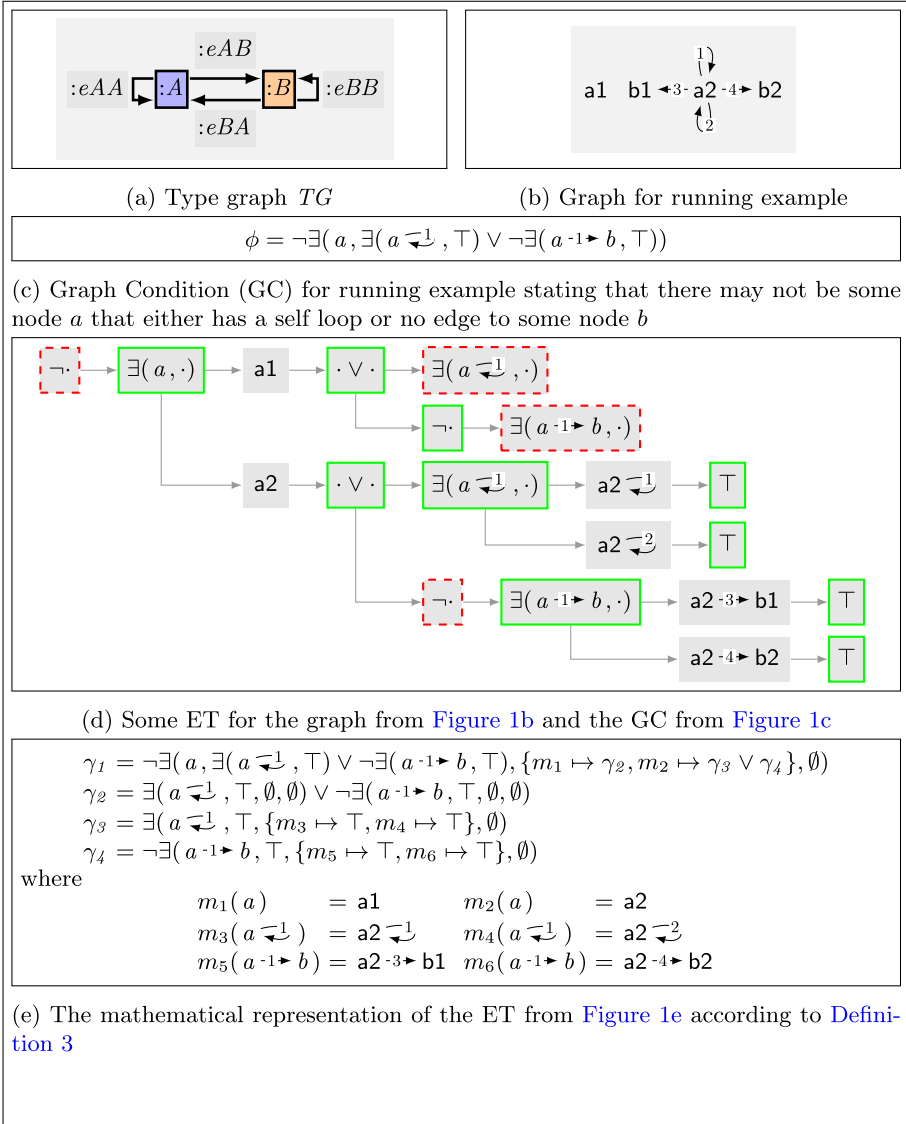 :eAB
:eAA :A :B :eBB
:eBA
(a) Type graph TG
1
a1 b1 3 a2 4 b2
2
(b) Graph for running example
ϕ = ¬∃( a , ∃( a 1 , ⊤) ∨ ¬∃( a -1► b , ⊤))
(c) Graph Condition (GC) for running example stating that there may not be some
node a that either has a self loop or no edge to some node b
¬· ∃( a , ·) a1 · ∨ · ∃( a 1 , ·)
¬· ∃( a -1► b , ·)
a2 · ∨ · ∃( a 1 , ·) a2 1 ⊤
a2 2 ⊤
¬· ∃( a -1► b , ·) a2 -3► b1 ⊤
a2 -4► b2 ⊤
(d) Some ET for the graph from Figure 1b and the GC from Figure 1c
γ1 = ¬∃( a , ∃( a 1 , ⊤) ∨ ¬∃( a -1► b , ⊤), {m1 ↦ γ2, m2 ↦ γ3 ∨ γ4}, ∅)
γ2 = ∃( a 1 , ⊤, ∅, ∅) ∨ ¬∃( a -1► b , ⊤, ∅, ∅)
γ3 = ∃( a 1 , ⊤, {m3 ↦ ⊤, m4 ↦ ⊤}, ∅)
γ4 = ¬∃( a -1► b , ⊤, {m5 ↦ ⊤, m6 ↦ ⊤}, ∅)
where
m1( a ) = a1 m2( a ) = a2
m3( a 1 ) = a2 1 m4( a 1 ) = a2 2
m5( a -1► b ) = a2 -3► b1 m6( a -1► b ) = a2 -4► b2
(e) The mathematical representation of the ET from Figure 1e according to Defini-
tion 3